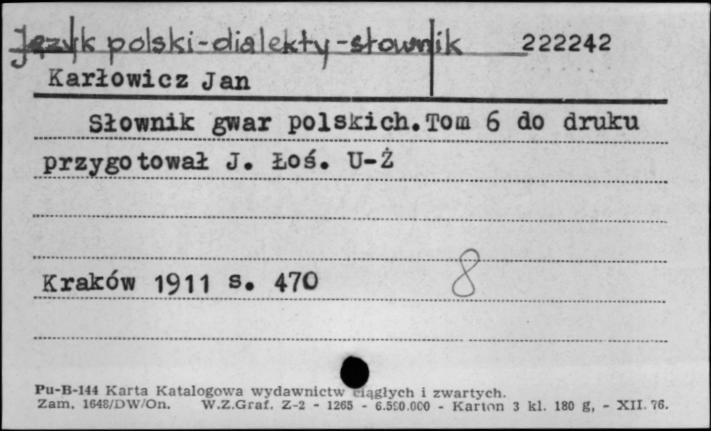 Język polski-dialekty-słownik 222242
Karłowicz Jan
Słownik gwar polskich.Tom 6 do druku
przygotował J. Łoś. U-Ż
Kraków 1911 s. 470 8
Pu-B-144 Karta Katalogowa wydawnictw ciągłych i zwartych.
Zam. 1648/DW/On. W.Z.Graf. Z-2 - 1265 - 6.500.000 - Karton 3 kl. 180 g, - XII. 76.